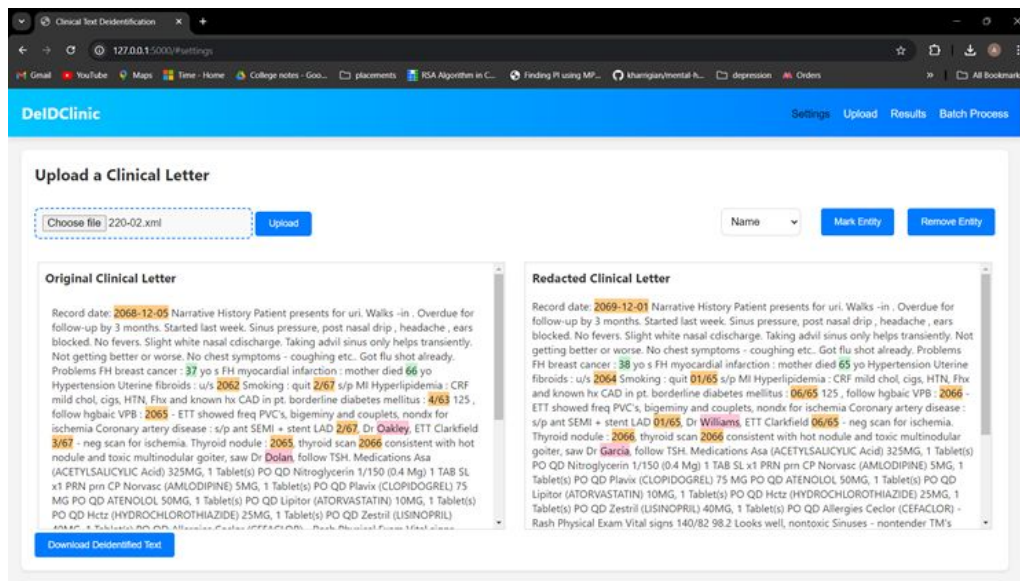 Clinical Text Deidentification
127.0.0.1:5000/#settings
Gmail YouTube Maps Time - Home College notes - Goo... placements RSA Algorithm in C... Finding PI using MP... kharrigian/mental-h... depression Orders » All Bookmark
DeIDClinic
Settings Upload Results Batch Process
Upload a Clinical Letter
Choose file 220-02.xml Upload Name Mark Entity Remove Entity
Original Clinical Letter
Record date: 2068-12-05 Narrative History Patient presents for uri. Walks -in . Overdue for
follow-up by 3 months. Started last week. Sinus pressure, post nasal drip , headache , ears
blocked. No fevers. Slight white nasal cdischarge. Taking advil sinus only helps transiently.
Not getting better or worse. No chest symptoms - coughing etc.. Got flu shot already.
Problems FH breast cancer : 37 yo s FH myocardial infarction : mother died 66 yo
Hypertension Uterine fibroids : u/s 2062 Smoking : quit 2/67 s/p MI Hyperlipidemia : CRF
mild chol, cigs, HTN, Fhx and known hx CAD in pt. borderline diabetes mellitus : 4/63 125 ,
follow hgbaic VPB : 2065 - ETT showed freq PVC's, bigeminy and couplets, nondx for
ischemia Coronary artery disease : s/p ant SEMI + stent LAD 2/67, Dr Oakley, ETT Clarkfield
3/67 - neg scan for ischemia. Thyroid nodule : 2065, thyroid scan 2066 consistent with hot
nodule and toxic multinodular goiter, saw Dr Dolan, follow TSH. Medications Asa
(ACETYLSALICYLIC Acid) 325MG, 1 Tablet(s) PO QD Nitroglycerin 1/150 (0.4 Mg) 1 TAB SL
x1 PRN prn CP Norvasc (AMLODIPINE) 5MG, 1 Tablet(s) PO QD Plavix (CLOPIDOGREL) 75
MG PO QD ATENOLOL 50MG, 1 Tablet(s) PO QD Lipitor (ATORVASTATIN) 10MG, 1 Tablet(s)
PO QD Hctz (HYDROCHLOROTHIAZIDE) 25MG, 1 Tablet(s) PO QD Zestril (LISINOPRIL)
40MG, 1 Tablet(s) PO QD Allergies Ceclor (CEFACLOR) - Rash Physical Exam Vital signs
Redacted Clinical Letter
Record date: 2069-12-01 Narrative History Patient presents for uri. Walks -in . Overdue for
follow-up by 3 months. Started last week. Sinus pressure, post nasal drip , headache , ears
blocked. No fevers. Slight white nasal cdischarge. Taking advil sinus only helps transiently. Not
getting better or worse. No chest symptoms - coughing etc.. Got flu shot already. Problems
FH breast cancer : 38 yo s FH myocardial infarction : mother died 65 yo Hypertension Uterine
fibroids : u/s 2064 Smoking : quit 01/65 s/p MI Hyperlipidemia : CRF mild chol, cigs, HTN, Fhx
and known hx CAD in pt. borderline diabetes mellitus : 06/65 125 , follow hgbaic VPB : 2066 -
ETT showed freq PVC's, bigeminy and couplets, nondx for ischemia Coronary artery disease :
s/p ant SEMI + stent LAD 01/65, Dr Williams, ETT Clarkfield 06/65 - neg scan for ischemia.
Thyroid nodule : 2066, thyroid scan 2066 consistent with hot nodule and toxic multinodular
goiter, saw Dr Garcia, follow TSH. Medications Asa (ACETYLSALICYLIC Acid) 325MG, 1 Tablet(s)
PO QD Nitroglycerin 1/150 (0.4 Mg) 1 TAB SL x1 PRN prn CP Norvasc (AMLODIPINE) 5MG, 1
Tablet(s) PO QD Plavix (CLOPIDOGREL) 75 MG PO QD ATENOLOL 50MG, 1 Tablet(s) PO QD
Lipitor (ATORVASTATIN) 10MG, 1 Tablet(s) PO QD Hctz (HYDROCHLOROTHIAZIDE) 25MG, 1
Tablet(s) PO QD Zestril (LISINOPRIL) 40MG, 1 Tablet(s) PO QD Allergies Ceclor (CEFACLOR) -
Rash Physical Exam Vital signs 140/82 98.2 Looks well, nontoxic Sinuses - nontender TM's
Download Deidentified Text